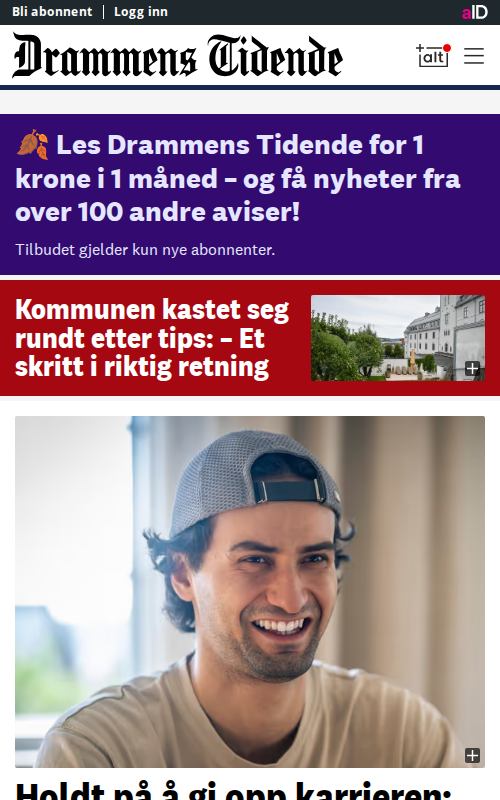 Bli abonnent
Logg inn
aID
Drammens Tidende
+alt
Les Drammens Tidende for 1
krone i 1 måned – og få nyheter fra
over 100 andre aviser!
Tilbudet gjelder kun nye abonnenter.
Kommunen kastet seg
rundt etter tips: – Et
skritt i riktig retning
Holdt på å gi opp karrieren: